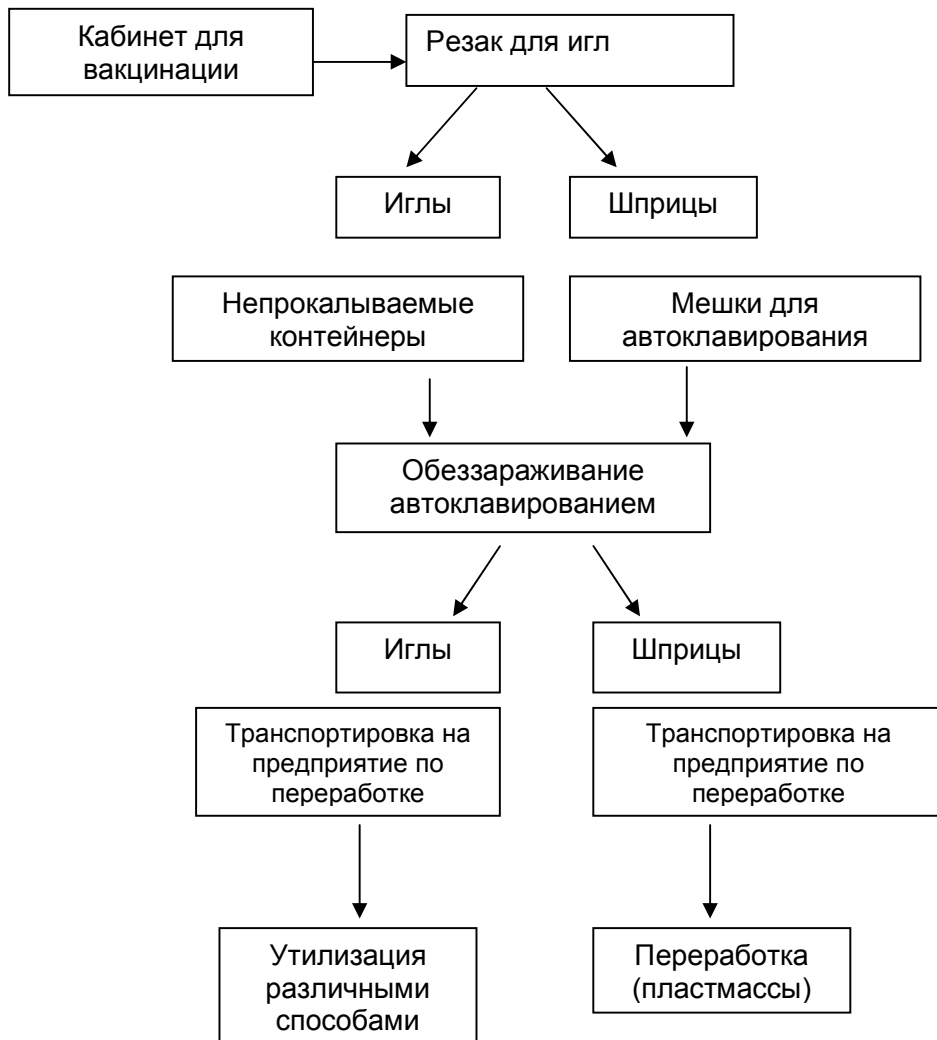 Кабинет для
вакцинации
Резак для игл
Иглы
Шприцы
Непрокалываемые
контейнеры
Мешки для
автоклавирования
Обеззараживание
автоклавированием
Иглы
Шприцы
Транспортировка на
предприятие по
переработке
Транспортировка на
предприятие по
переработке
Утилизация
различными
способами
Переработка
(пластмассы)